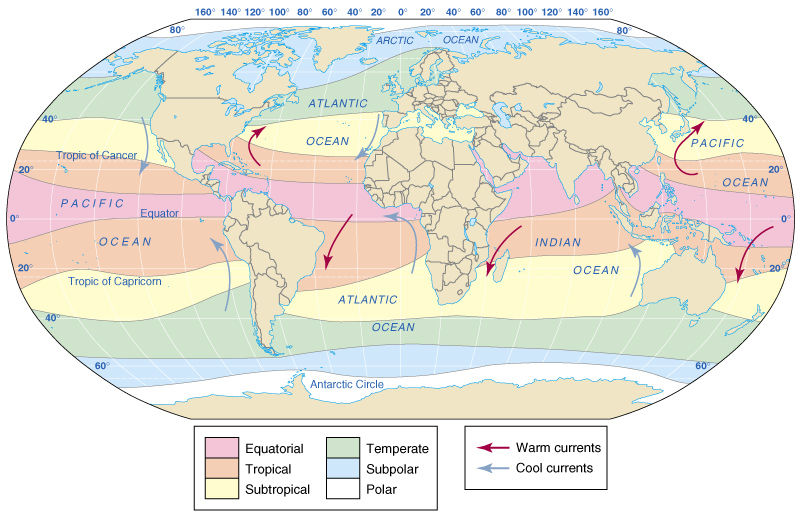 160° 140° 120° 100° 80° 60° 40° 20° 0° 20° 40° 60° 80° 100° 120° 140° 160°
80° 80°
ARCTIC OCEAN
ATLANTIC
40° 40°
OCEAN
PACIFIC
Tropic of Cancer
20° 20°
OCEAN
PACIFIC
Equator
0° 0°
OCEAN
INDIAN
20° 20°
OCEAN
Tropic of Capricorn
ATLANTIC
40°
OCEAN
60° 60°
Antarctic Circle
Equatorial
Tropical
Subtropical
Temperate
Subpolar
Polar
Warm currents
Cool currents